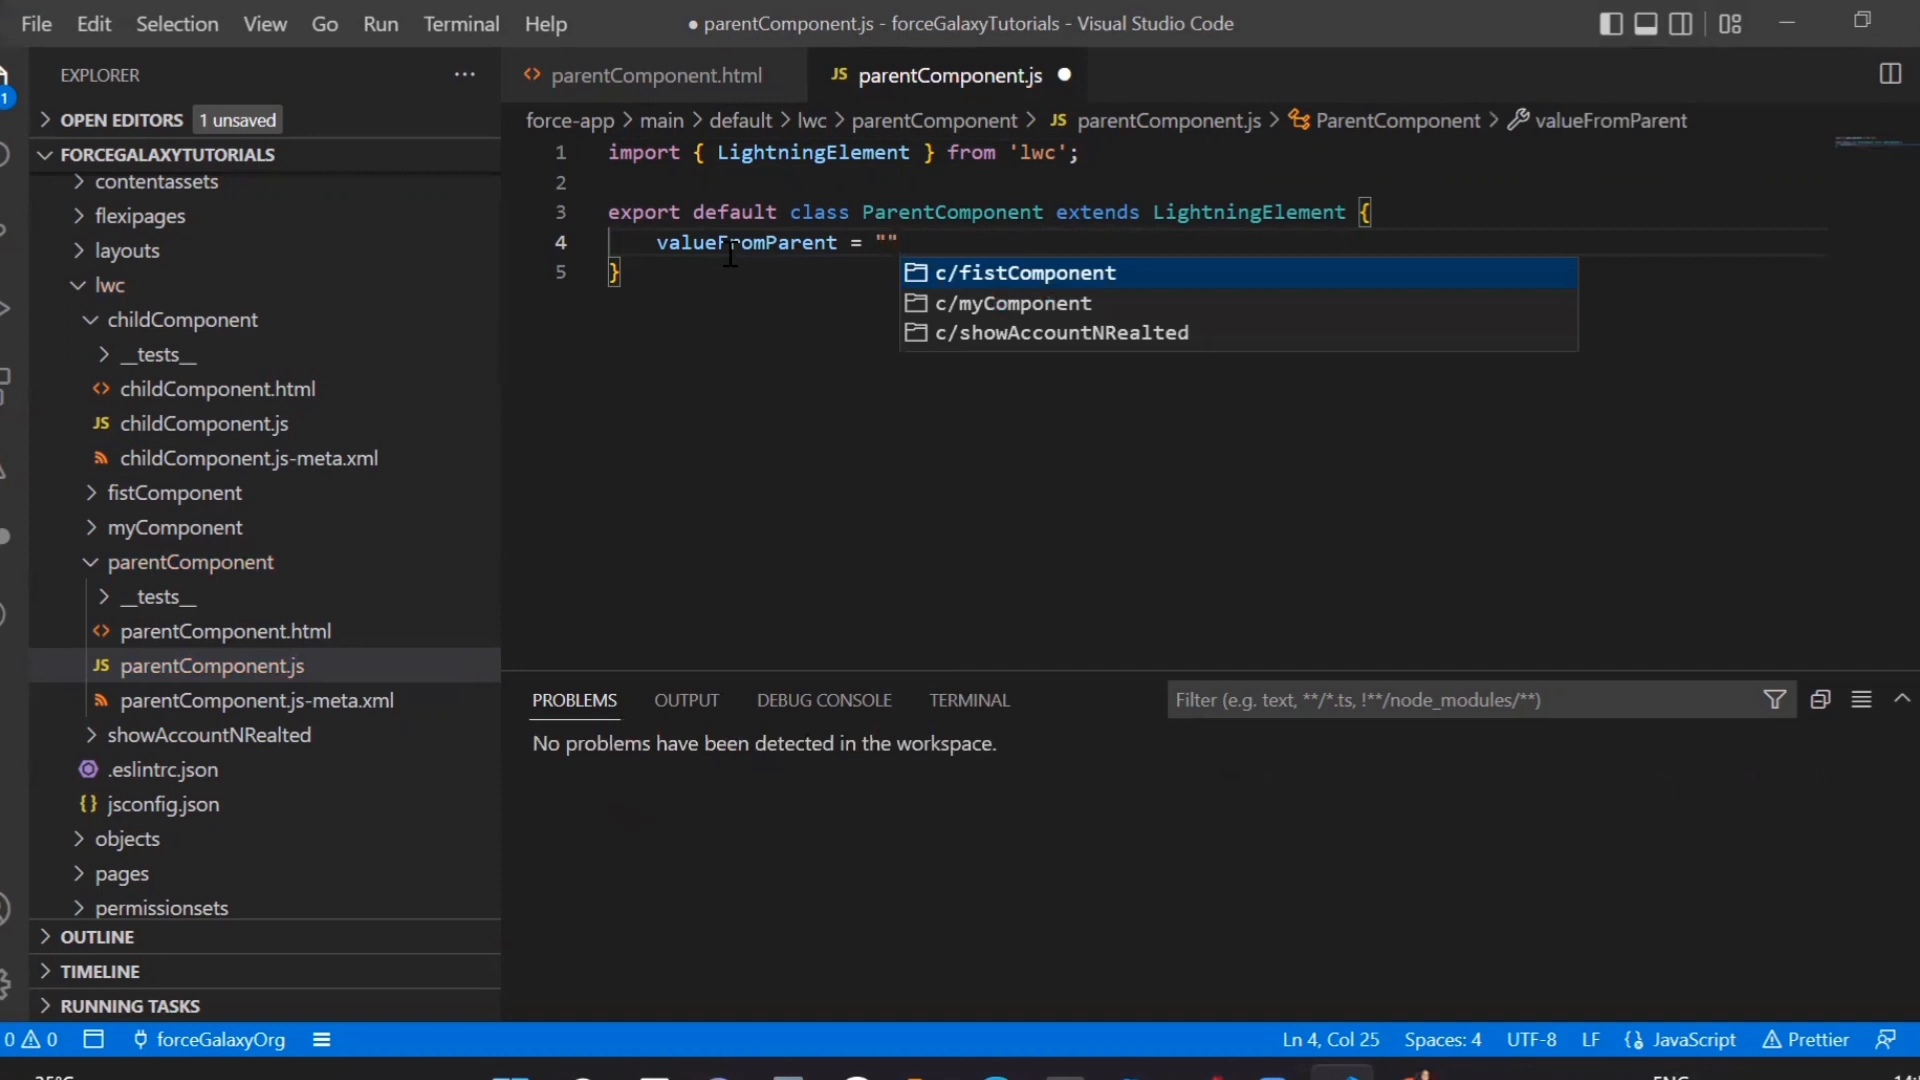 File Edit Selection View Go Run Terminal Help
● parentComponent.js - forceGalaxyTutorials - Visual Studio Code
1
EXPLORER
OPEN EDITORS 1 unsaved
FORCEGALAXYTUTORIALS
contentassets
flexipages
layouts
lwc
childComponent
__tests__
childComponent.html
childComponent.js
childComponent.js-meta.xml
fistComponent
myComponent
parentComponent
__tests__
parentComponent.html
parentComponent.js
parentComponent.js-meta.xml
showAccountNRealted
.eslintrc.json
jsconfig.json
objects
pages
permissionsets
OUTLINE
TIMELINE
RUNNING TASKS
parentComponent.html JS parentComponent.js
force-app > main > default > lwc > parentComponent > JS parentComponent.js > ParentComponent > valueFromParent
1 import { LightningElement } from 'lwc';
2
3 export default class ParentComponent extends LightningElement {
4 valueFromParent = ""
5 }
c/fistComponent
c/myComponent
c/showAccountNRealted
PROBLEMS OUTPUT DEBUG CONSOLE TERMINAL Filter (e.g. text, **/*.ts, !**/node_modules/**)
No problems have been detected in the workspace.
0 0 forceGalaxyOrg Ln 4, Col 25 Spaces: 4 UTF-8 LF JavaScript Prettier